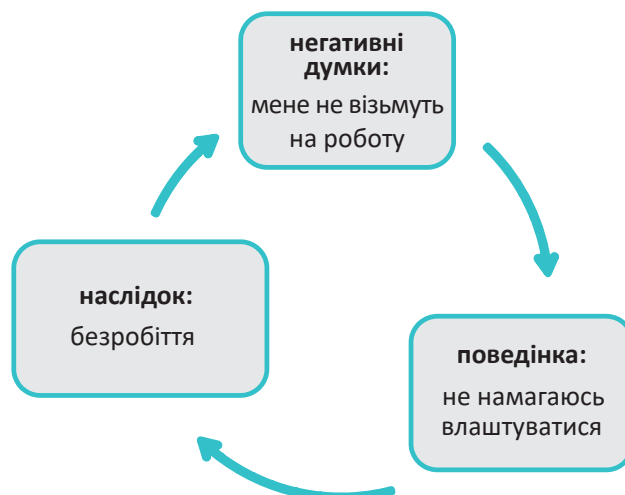 негативні
думки:
мене не візьмуть
на роботу
наслідок:
безробіття
поведінка:
не намагаюсь
влаштуватися